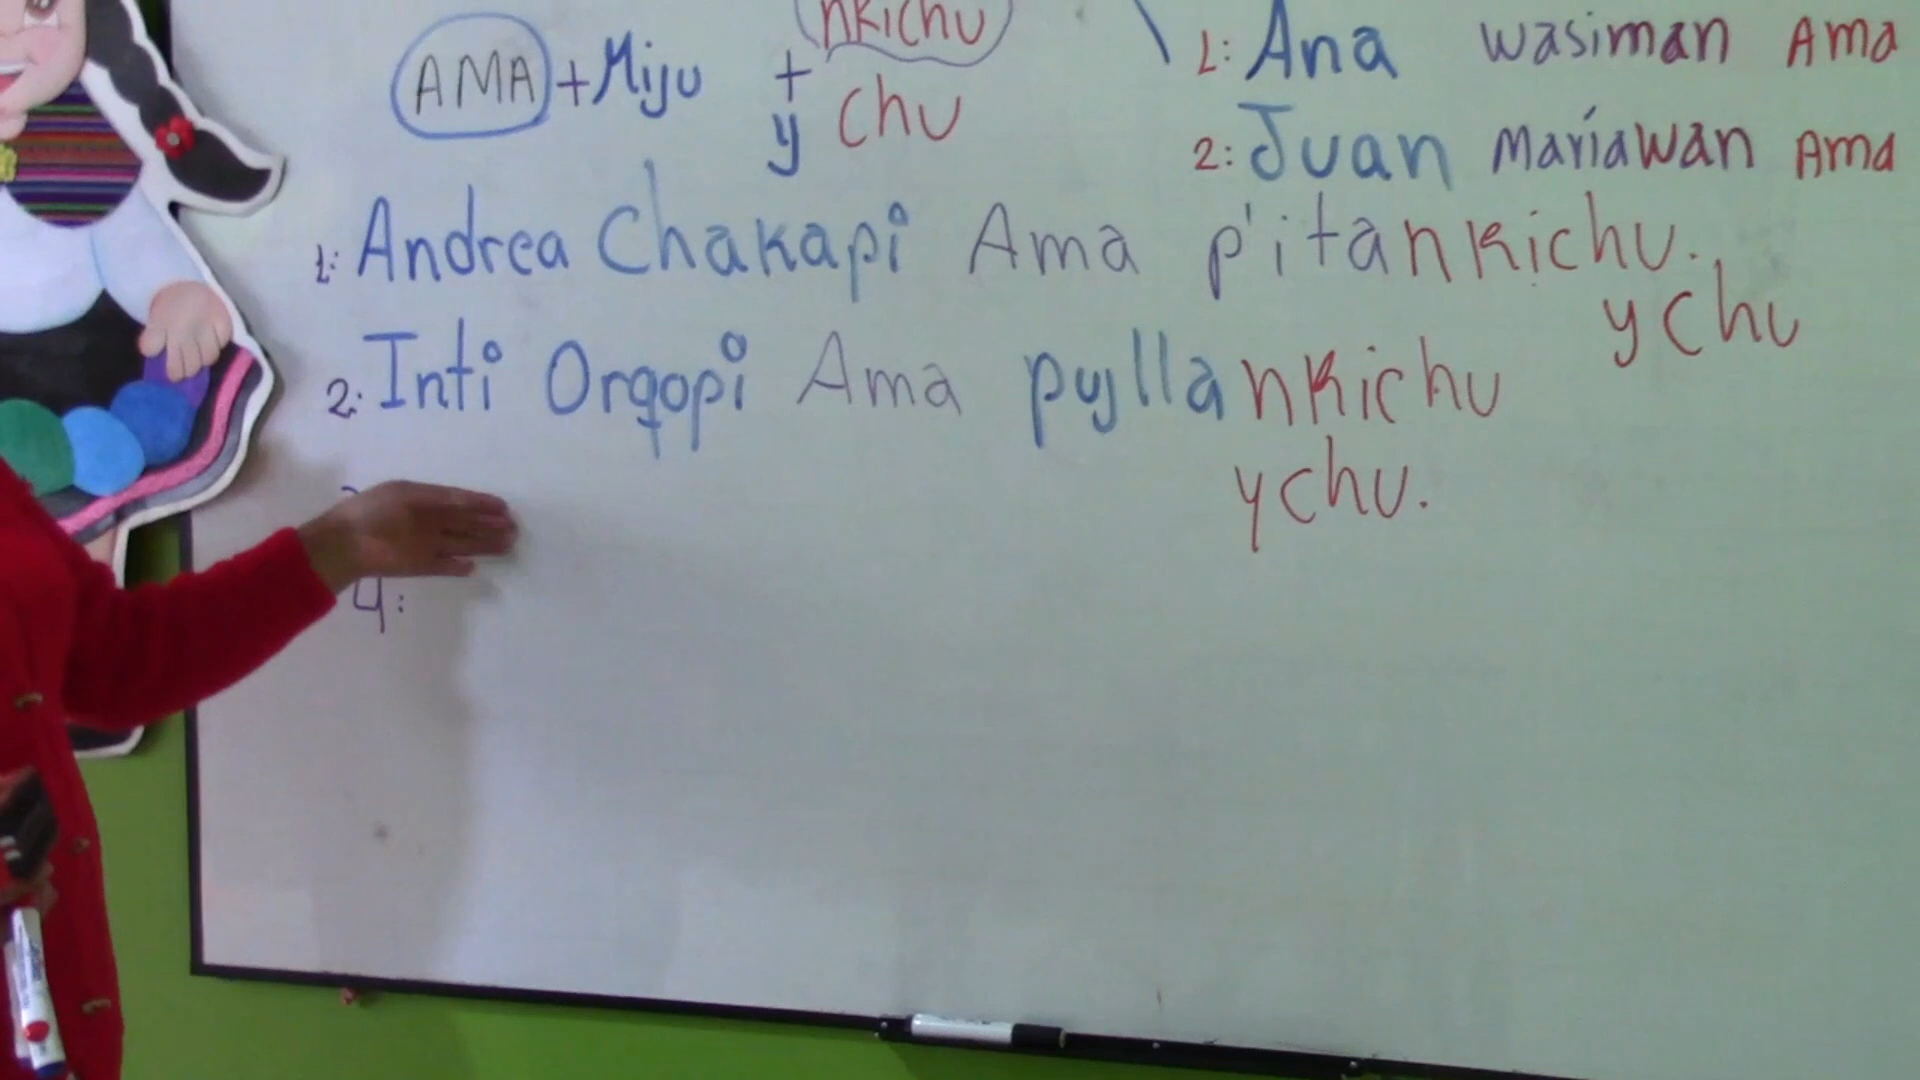 nkichu
AMA + Miju + y chu
1: Andrea Chakapi Ama p'itankichu.
ychu
2: Inti Orqopi Ama pujllankichu
ychu.
4:
1: Ana wasiman Ama
2: Juan Maríawan Ama